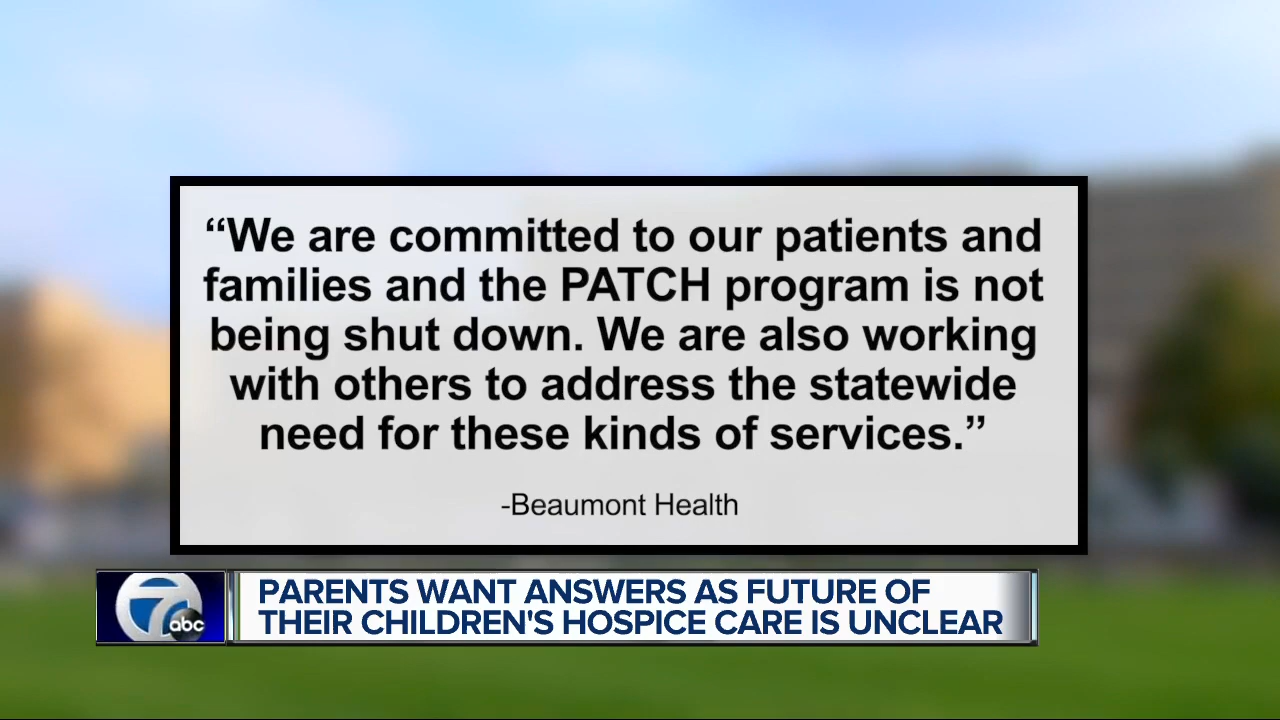 “We are committed to our patients and
families and the PATCH program is not
being shut down. We are also working
with others to address the statewide
need for these kinds of services.”
-Beaumont Health
7
abc
PARENTS WANT ANSWERS AS FUTURE OF
THEIR CHILDREN'S HOSPICE CARE IS UNCLEAR